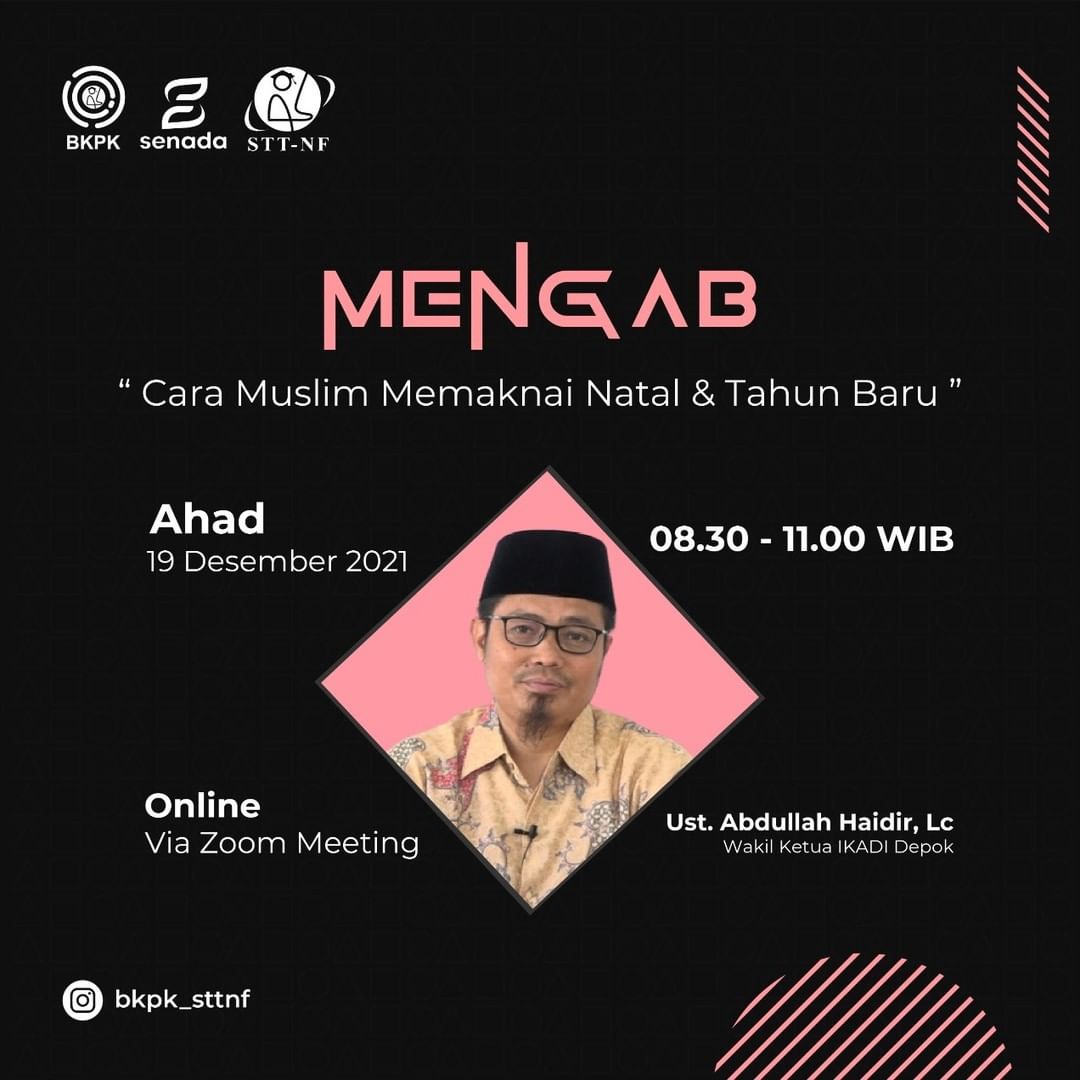 BKPK
senada
STT-NF
MENGAB
“ Cara Muslim Memaknai Natal & Tahun Baru ”
Ahad
19 Desember 2021
08.30 - 11.00 WIB
Online
Via Zoom Meeting
Ust. Abdullah Haidir, Lc
Wakil Ketua IKADI Depok
bkpk_sttnf